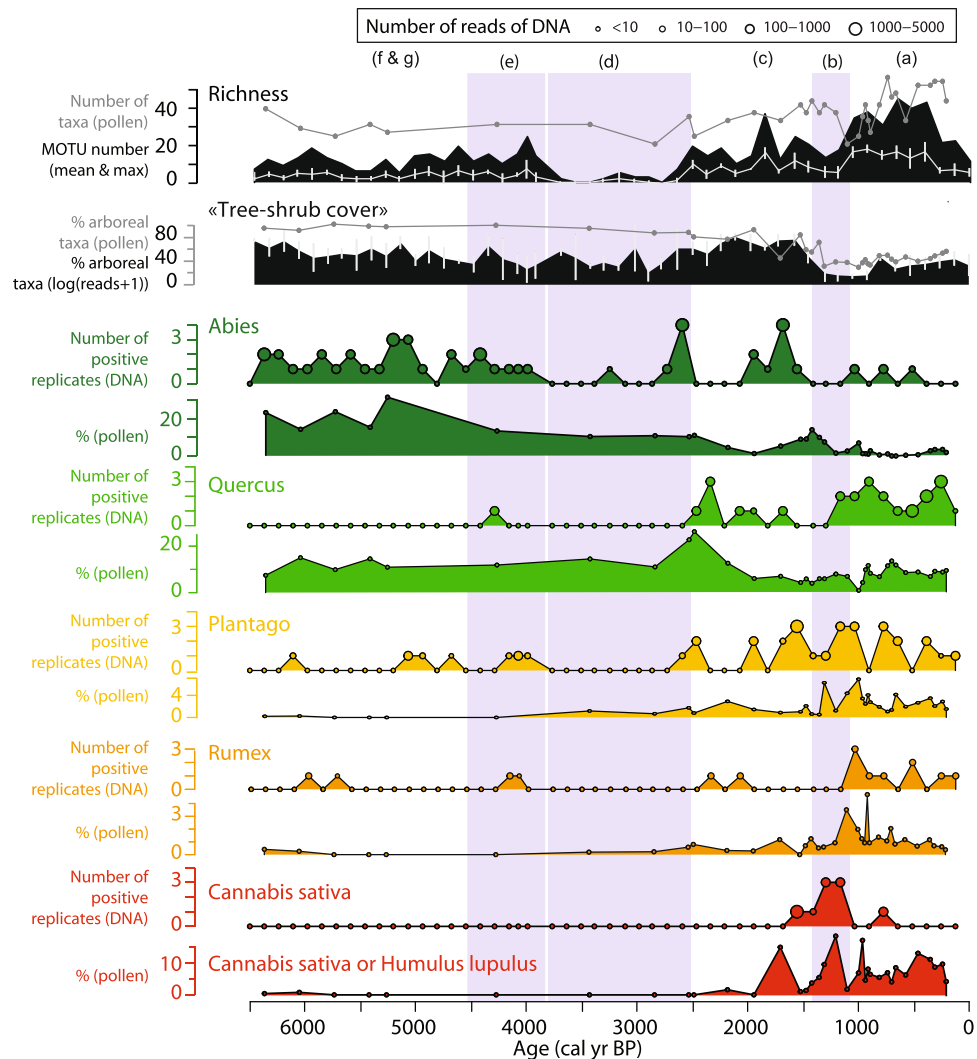 Number of reads of DNA <10 10–100 100–1000 1000–5000
(f & g) (e) (d) (c) (b) (a)
Richness
Number of
taxa (pollen)
MOTU number
(mean & max)
40
20
0
«Tree-shrub cover»
% arboreal
taxa (pollen)
% arboreal
taxa (log(reads+1))
80
40
0
Abies
Number of
positive
replicates (DNA)
3
0
% (pollen)
20
0
Quercus
Number of
positive
replicates (DNA)
3
0
% (pollen)
20
0
Plantago
Number of
positive
replicates (DNA)
3
0
% (pollen)
4
0
Rumex
Number of
positive
replicates (DNA)
3
0
% (pollen)
3
0
Cannabis sativa
Number of
positive
replicates (DNA)
3
0
Cannabis sativa or Humulus lupulus
% (pollen)
10
0
6000 5000 4000 3000 2000 1000 0
Age (cal yr BP)